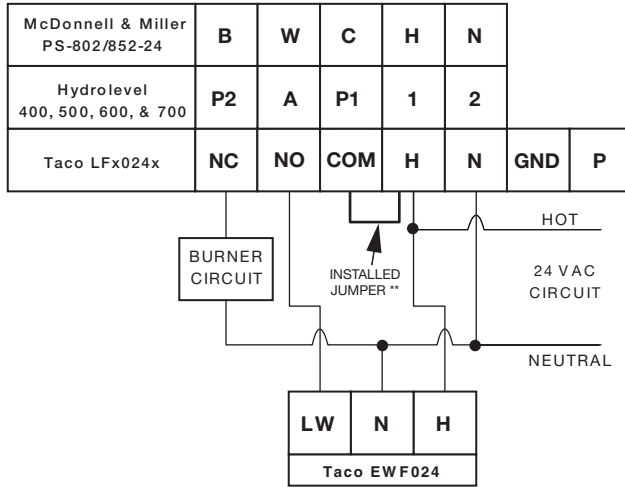 McDonnell & Miller
PS-802/852-24
B W C H N
Hydrolevel
400, 500, 600, & 700
P2 A P1 1 2
Taco LFx024x
NC NO COM H N GND P
HOT
BURNER
CIRCUIT
INSTALLED
JUMPER **
24 VAC
CIRCUIT
NEUTRAL
LW N H
Taco EWF024